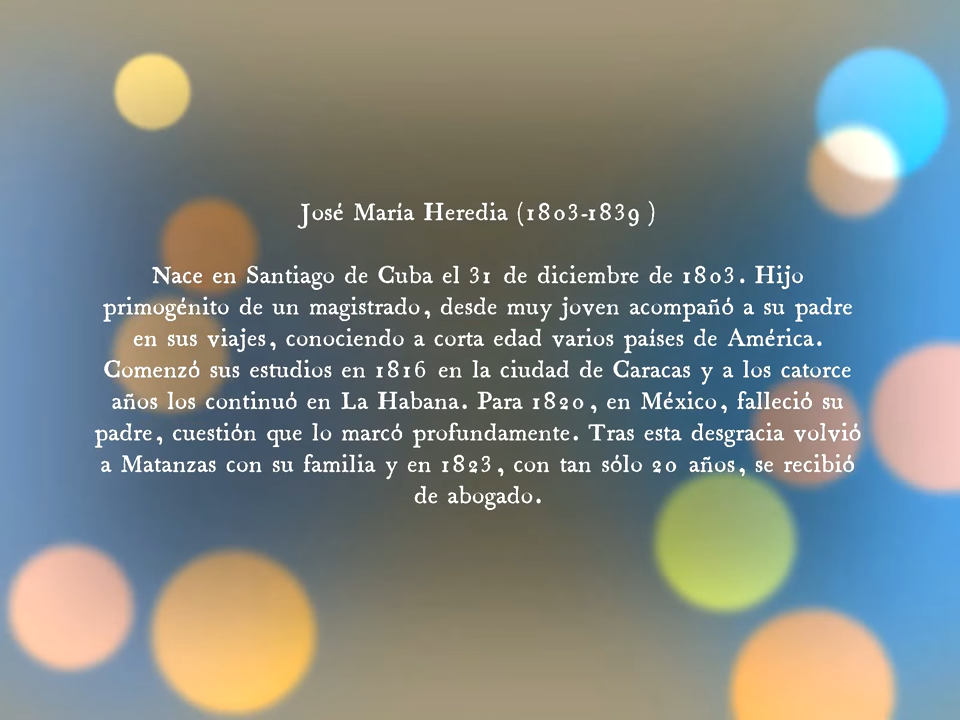 José María Heredia (1803-1839 )
Nace en Santiago de Cuba el 31 de diciembre de 1803. Hijo
primogénito de un magistrado, desde muy joven acompañó a su padre
en sus viajes, conociendo a corta edad varios países de América.
Comenzó sus estudios en 1816 en la ciudad de Caracas y a los catorce
años los continuó en La Habana. Para 1820, en México, falleció su
padre, cuestión que lo marcó profundamente. Tras esta desgracia volvió
a Matanzas con su familia y en 1823, con tan sólo 20 años, se recibió
de abogado.